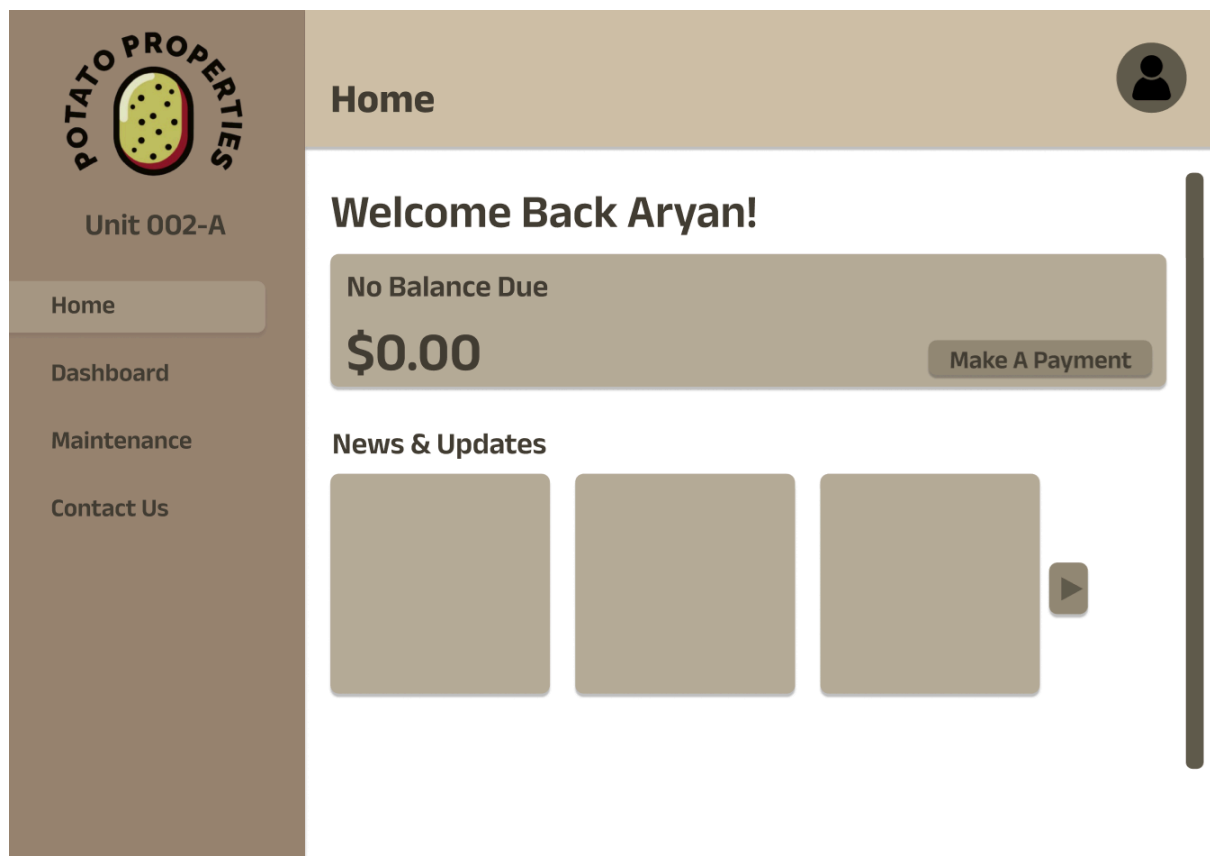 POTATO PROPERTIES
Unit 002-A
Home
Dashboard
Maintenance
Contact Us
Home
Welcome Back Aryan!
No Balance Due
$0.00
Make A Payment
News & Updates